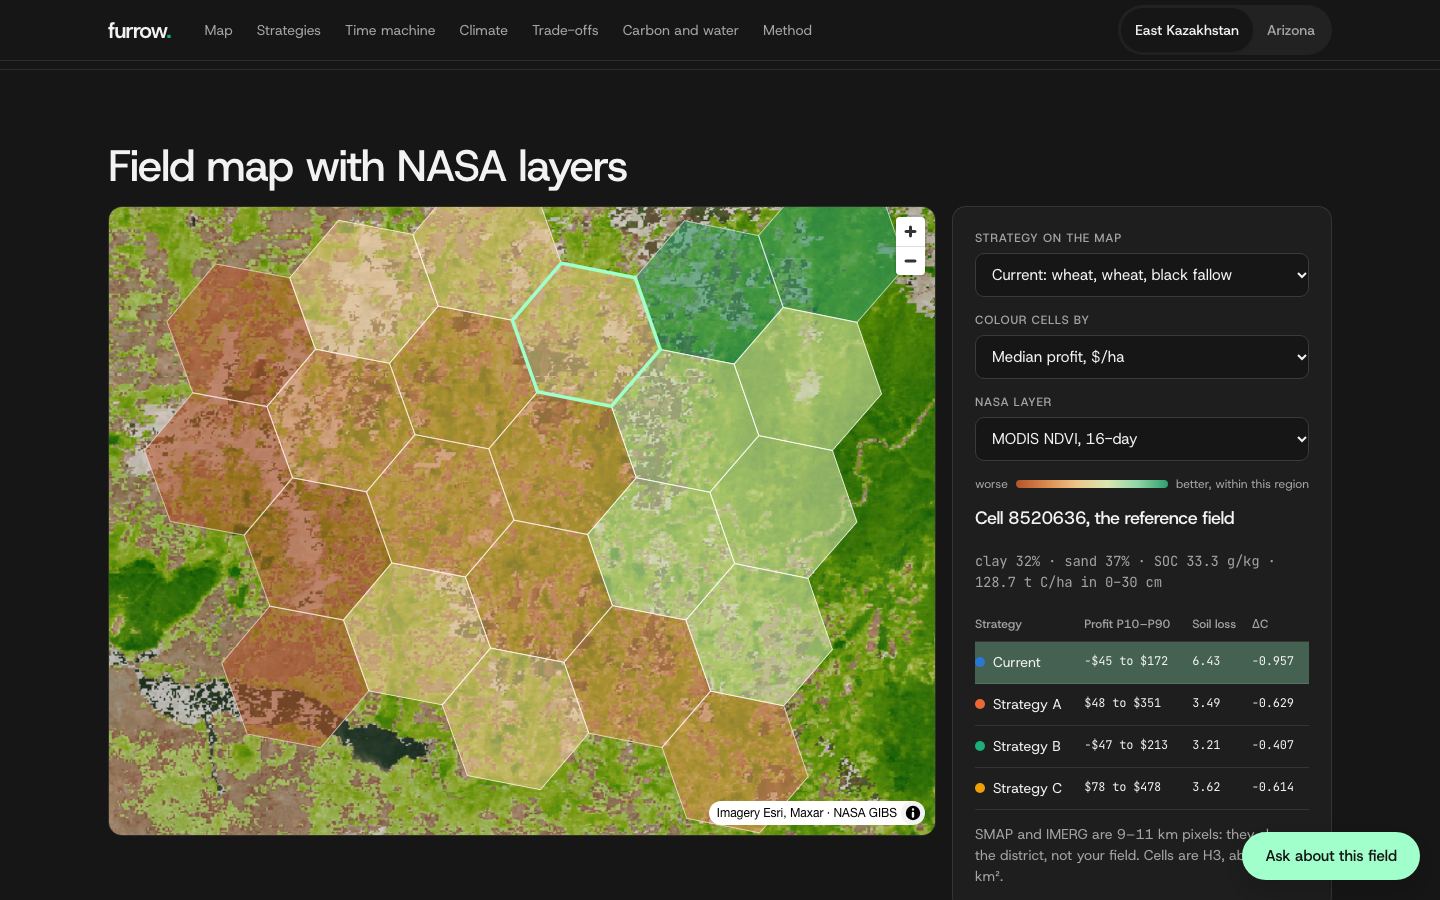 furrow.
Map
Strategies
Time machine
Climate
Trade-offs
Carbon and water
Method
East Kazakhstan
Arizona
Field map with NASA layers
+
−
Imagery Esri, Maxar · NASA GIBS
STRATEGY ON THE MAP
Current: wheat, wheat, black fallow
COLOUR CELLS BY
Median profit, $/ha
NASA LAYER
MODIS NDVI, 16-day
worse
better, within this region
Cell 8520636, the reference field
clay 32% · sand 37% · SOC 33.3 g/kg ·
128.7 t C/ha in 0-30 cm
Strategy Profit P10–P90 Soil loss ΔC
Current -$45 to $172 6.43 -0.957
Strategy A $48 to $351 3.49 -0.629
Strategy B -$47 to $213 3.21 -0.407
Strategy C $78 to $478 3.62 -0.614
SMAP and IMERG are 9–11 km pixels: they
the district, not your field. Cells are H3,
km².
Ask about this field